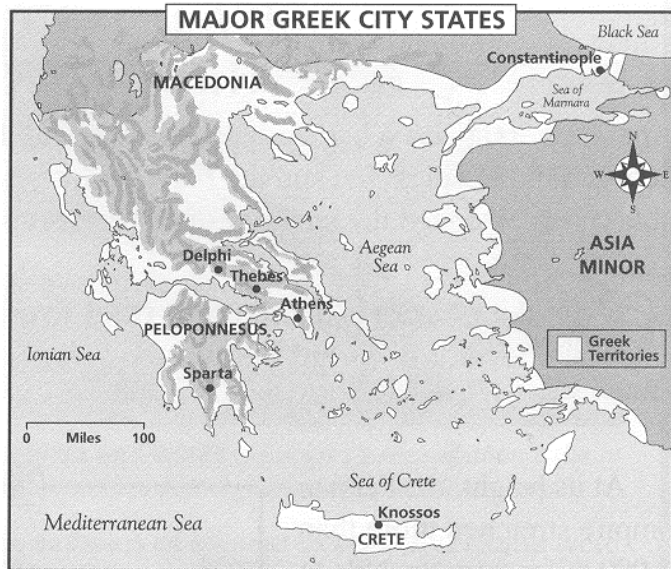 MAJOR GREEK CITY STATES
Black Sea
Constantinople
MACEDONIA
Sea of
Marmara
N
W E
S
Delphi
Aegean
Sea
ASIA
MINOR
Thebes
Athens
PELOPONNESUS
Greek
Territories
Ionian Sea
Sparta
0 Miles 100
Sea of Crete
Knossos
Mediterranean Sea
CRETE